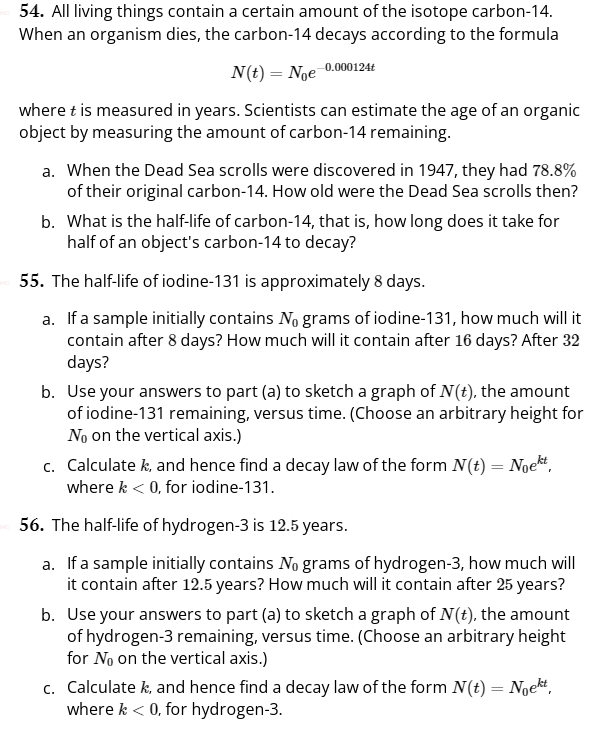 54. All living things contain a certain amount of the isotope carbon-14.
When an organism dies, the carbon-14 decays according to the formula
N(t) = N₀e^−0.000124t
where t is measured in years. Scientists can estimate the age of an organic
object by measuring the amount of carbon-14 remaining.
a. When the Dead Sea scrolls were discovered in 1947, they had 78.8%
of their original carbon-14. How old were the Dead Sea scrolls then?
b. What is the half-life of carbon-14, that is, how long does it take for
half of an object's carbon-14 to decay?
55. The half-life of iodine-131 is approximately 8 days.
a. If a sample initially contains N₀ grams of iodine-131, how much will it
contain after 8 days? How much will it contain after 16 days? After 32
days?
b. Use your answers to part (a) to sketch a graph of N(t), the amount
of iodine-131 remaining, versus time. (Choose an arbitrary height for
N₀ on the vertical axis.)
c. Calculate k, and hence find a decay law of the form N(t) = N₀e^kt,
where k < 0, for iodine-131.
56. The half-life of hydrogen-3 is 12.5 years.
a. If a sample initially contains N₀ grams of hydrogen-3, how much will
it contain after 12.5 years? How much will it contain after 25 years?
b. Use your answers to part (a) to sketch a graph of N(t), the amount
of hydrogen-3 remaining, versus time. (Choose an arbitrary height
for N₀ on the vertical axis.)
c. Calculate k, and hence find a decay law of the form N(t) = N₀e^kt,
where k < 0, for hydrogen-3.